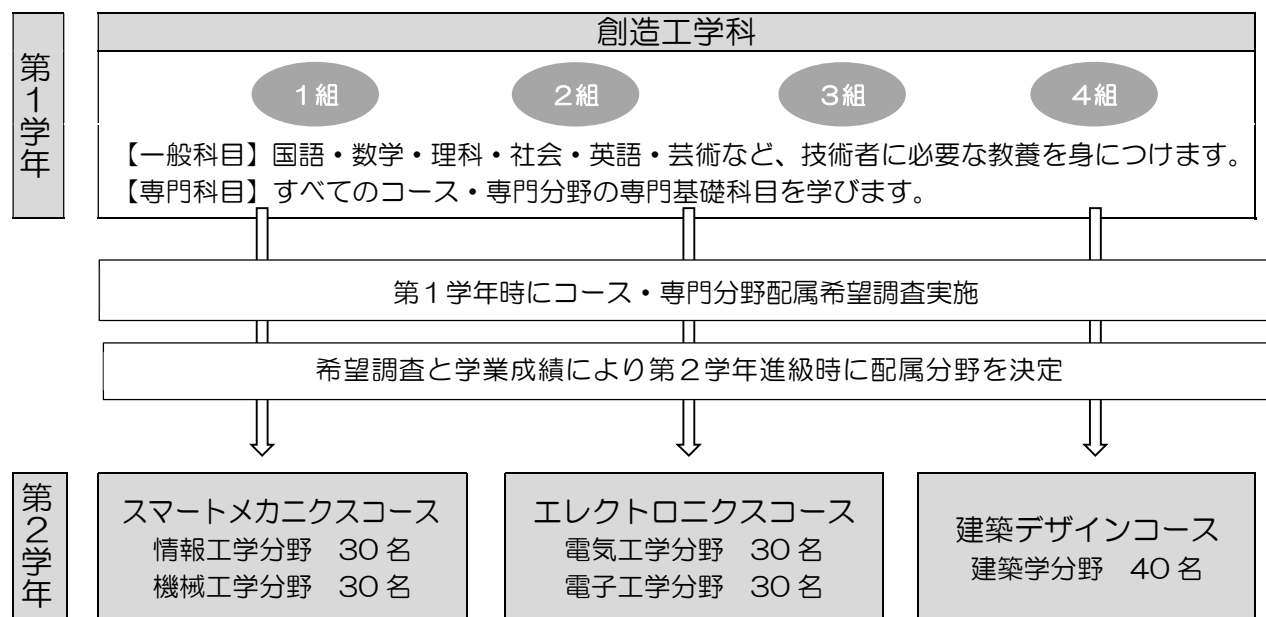 第1学年
創造工学科
1組 2組 3組 4組
【一般科目】国語・数学・理科・社会・英語・芸術など、技術者に必要な教養を身につけます。
【専門科目】すべてのコース・専門分野の専門基礎科目を学びます。
第1学年時にコース・専門分野配属希望調査実施
希望調査と学業成績により第2学年進級時に配属分野を決定
第2学年
スマートメカニクスコース
情報工学分野 30名
機械工学分野 30名
エレクトロニクスコース
電気工学分野 30名
電子工学分野 30名
建築デザインコース
建築学分野 40名